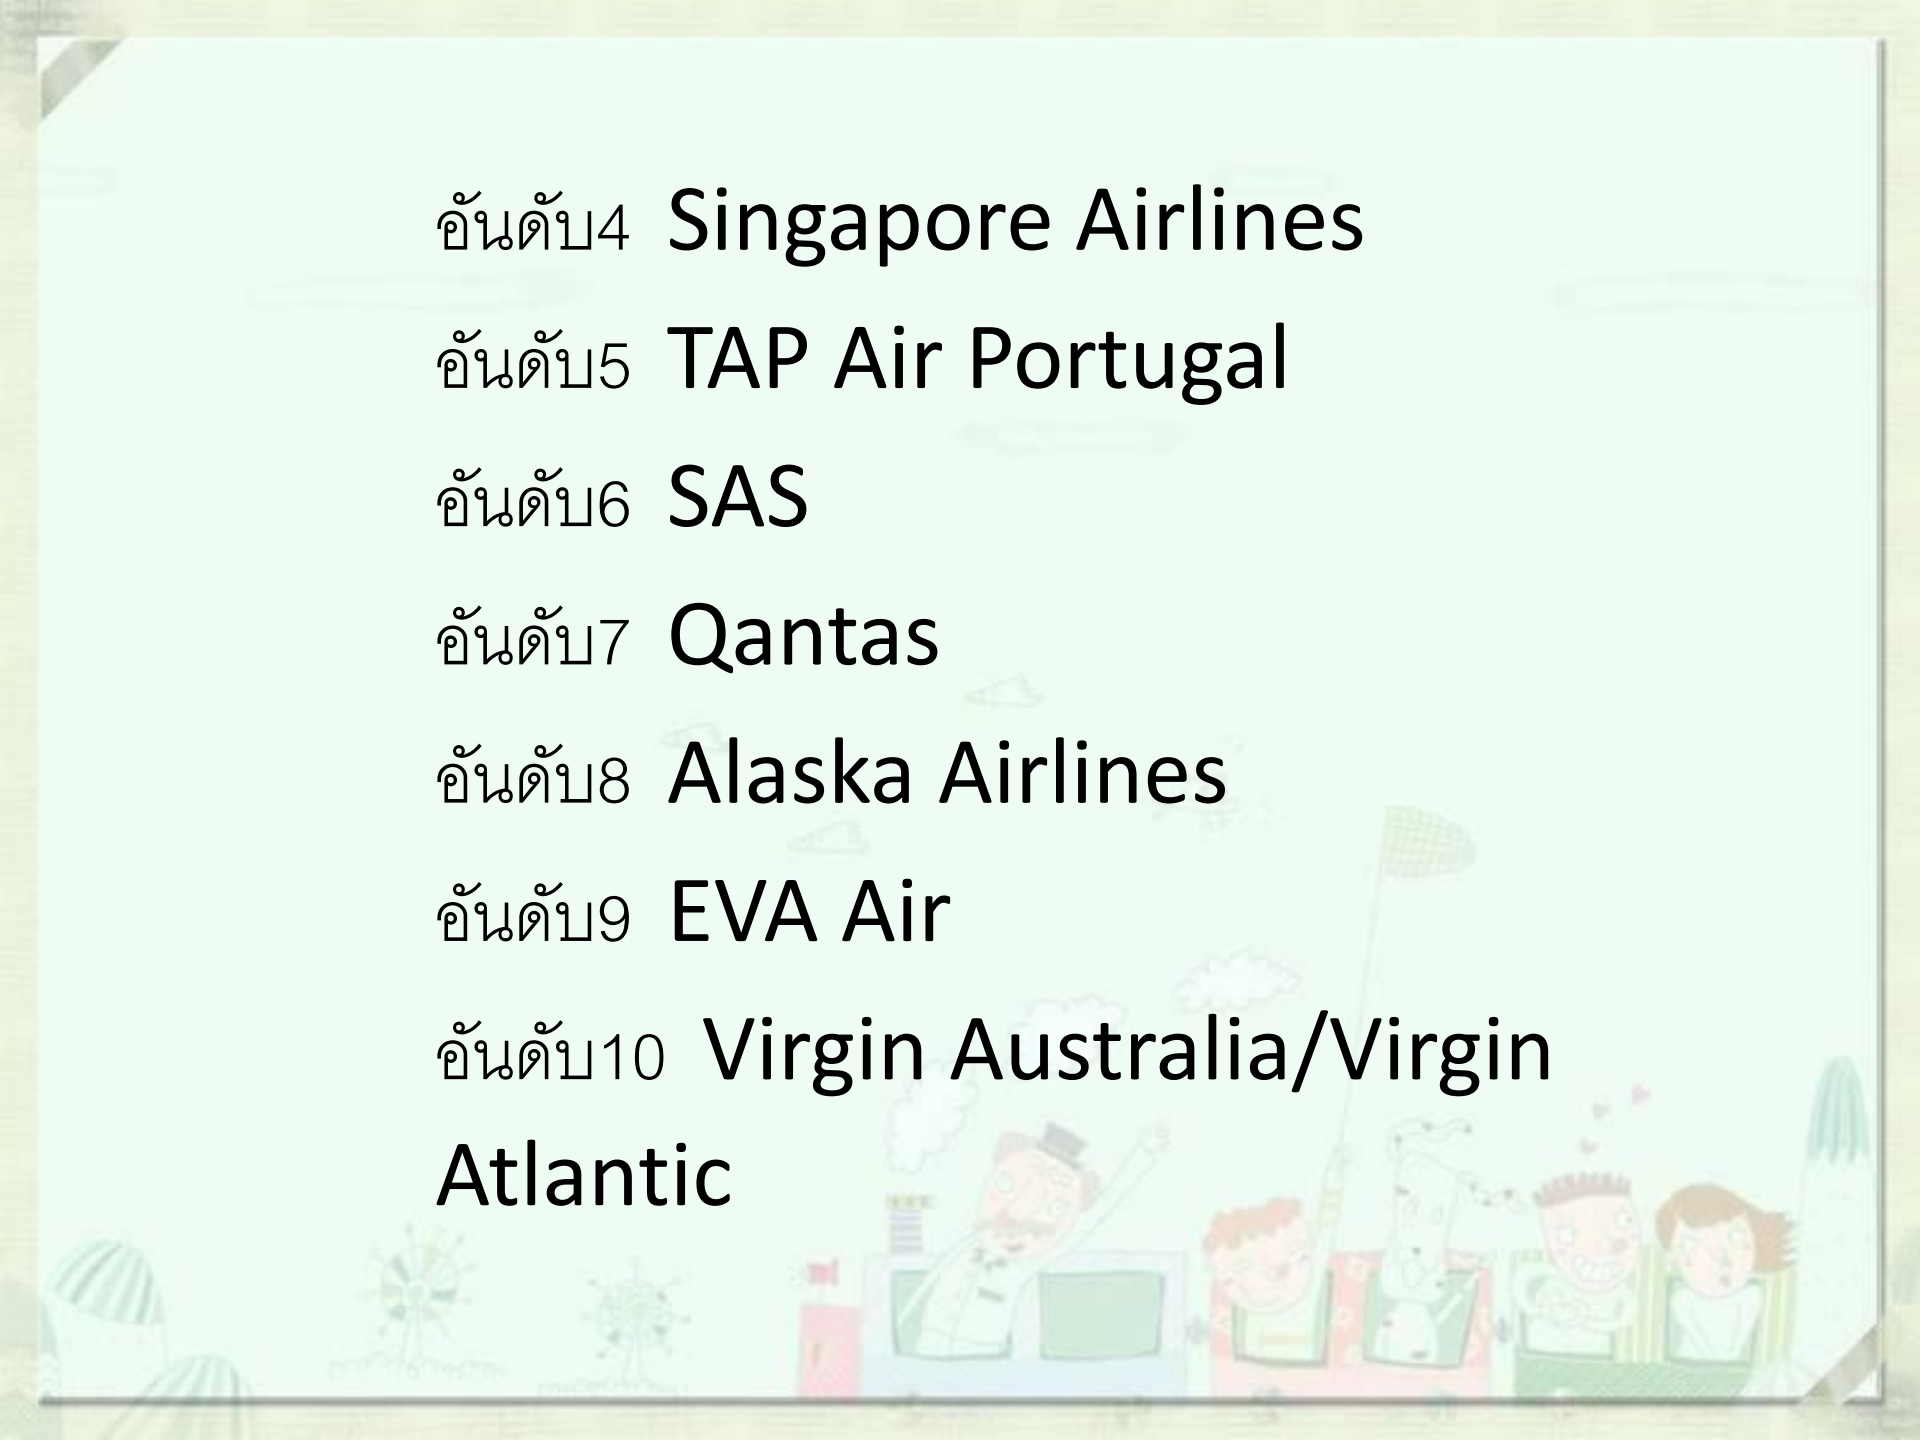 อันดับ4 Singapore Airlines
อันดับ5 TAP Air Portugal
อันดับ6 SAS
อันดับ7 Qantas
อันดับ8 Alaska Airlines
อันดับ9 EVA Air
อันดับ10 Virgin Australia/Virgin
Atlantic